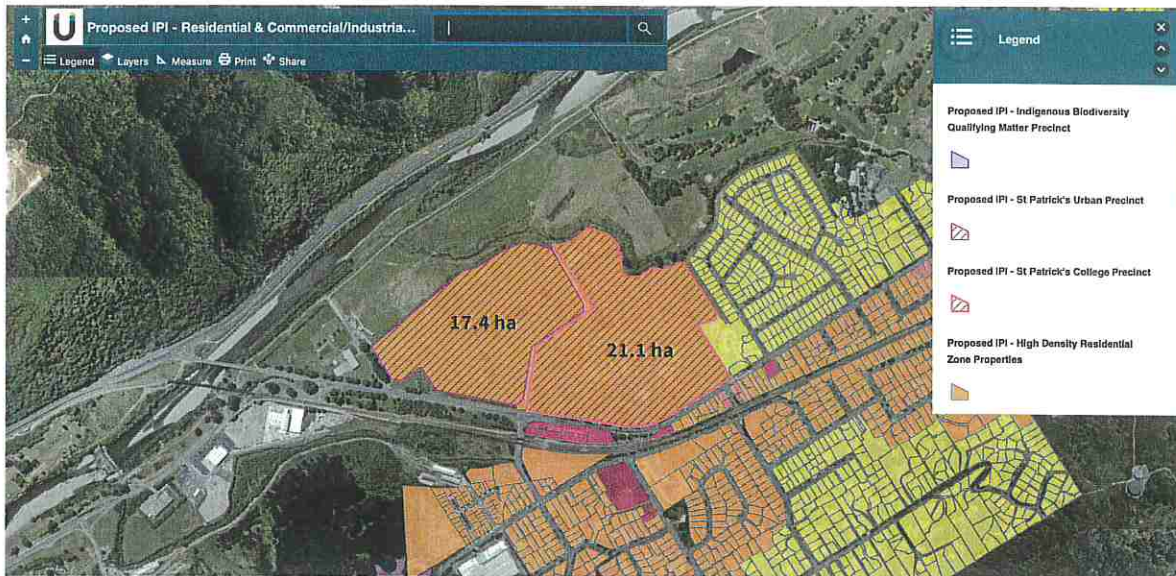 Proposed IPI - Residential & Commercial/Industria...
Legend Layers Measure Print Share
17.4 ha
21.1 ha
Legend
Proposed IPI - Indigenous Biodiversity
Qualifying Matter Precinct
Proposed IPI - St Patrick's Urban Precinct
Proposed IPI - St Patrick's College Precinct
Proposed IPI - High Density Residential
Zone Properties